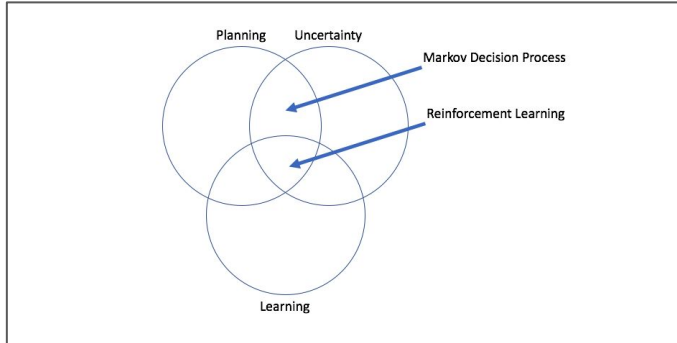 Planning
Uncertainty
Markov Decision Process
Reinforcement Learning
Learning